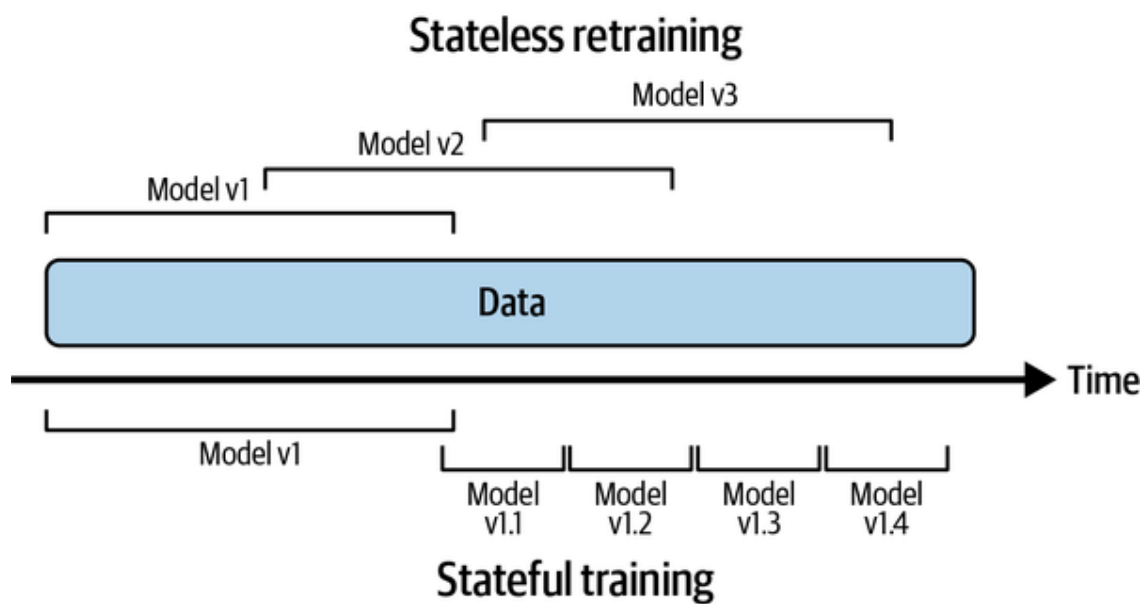 Stateless retraining
Model v3
Model v2
Model v1
Data
Time
Model v1
Model
v1.1
Model
v1.2
Model
v1.3
Model
v1.4
Stateful training